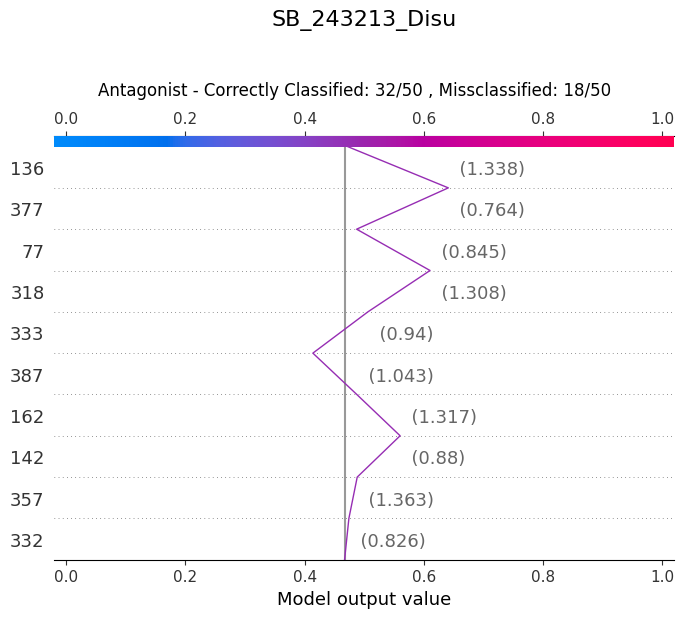 SB_243213_Disu
Antagonist - Correctly Classified: 32/50 , Missclassified: 18/50
0.0 0.2 0.4 0.6 0.8 1.0
136 (1.338)
377 (0.764)
77 (0.845)
318 (1.308)
333 (0.94)
387 (1.043)
162 (1.317)
142 (0.88)
357 (1.363)
332 (0.826)
0.0 0.2 0.4 0.6 0.8 1.0
Model output value